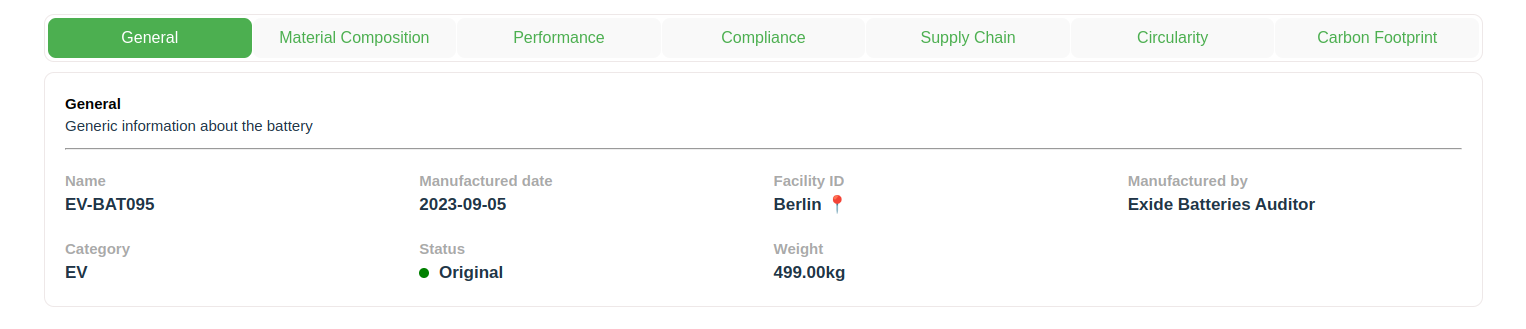 General
Material Composition
Performance
Compliance
Supply Chain
Circularity
Carbon Footprint
General
Generic information about the battery
Name
EV-BAT095
Manufactured date
2023-09-05
Facility ID
Berlin 📍
Manufactured by
Exide Batteries Auditor
Category
EV
Status
Original
Weight
499.00kg